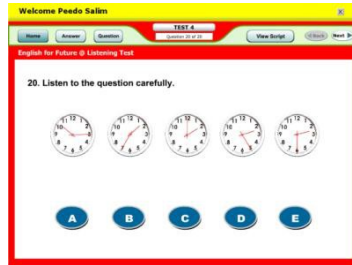 Welcome Peedo Salim
TEST 4
Home
Answer
Question
Question 20 of 20
View Script
Back
Next
English for Future @ Listening Test
20. Listen to the question carefully.
A
B
C
D
E